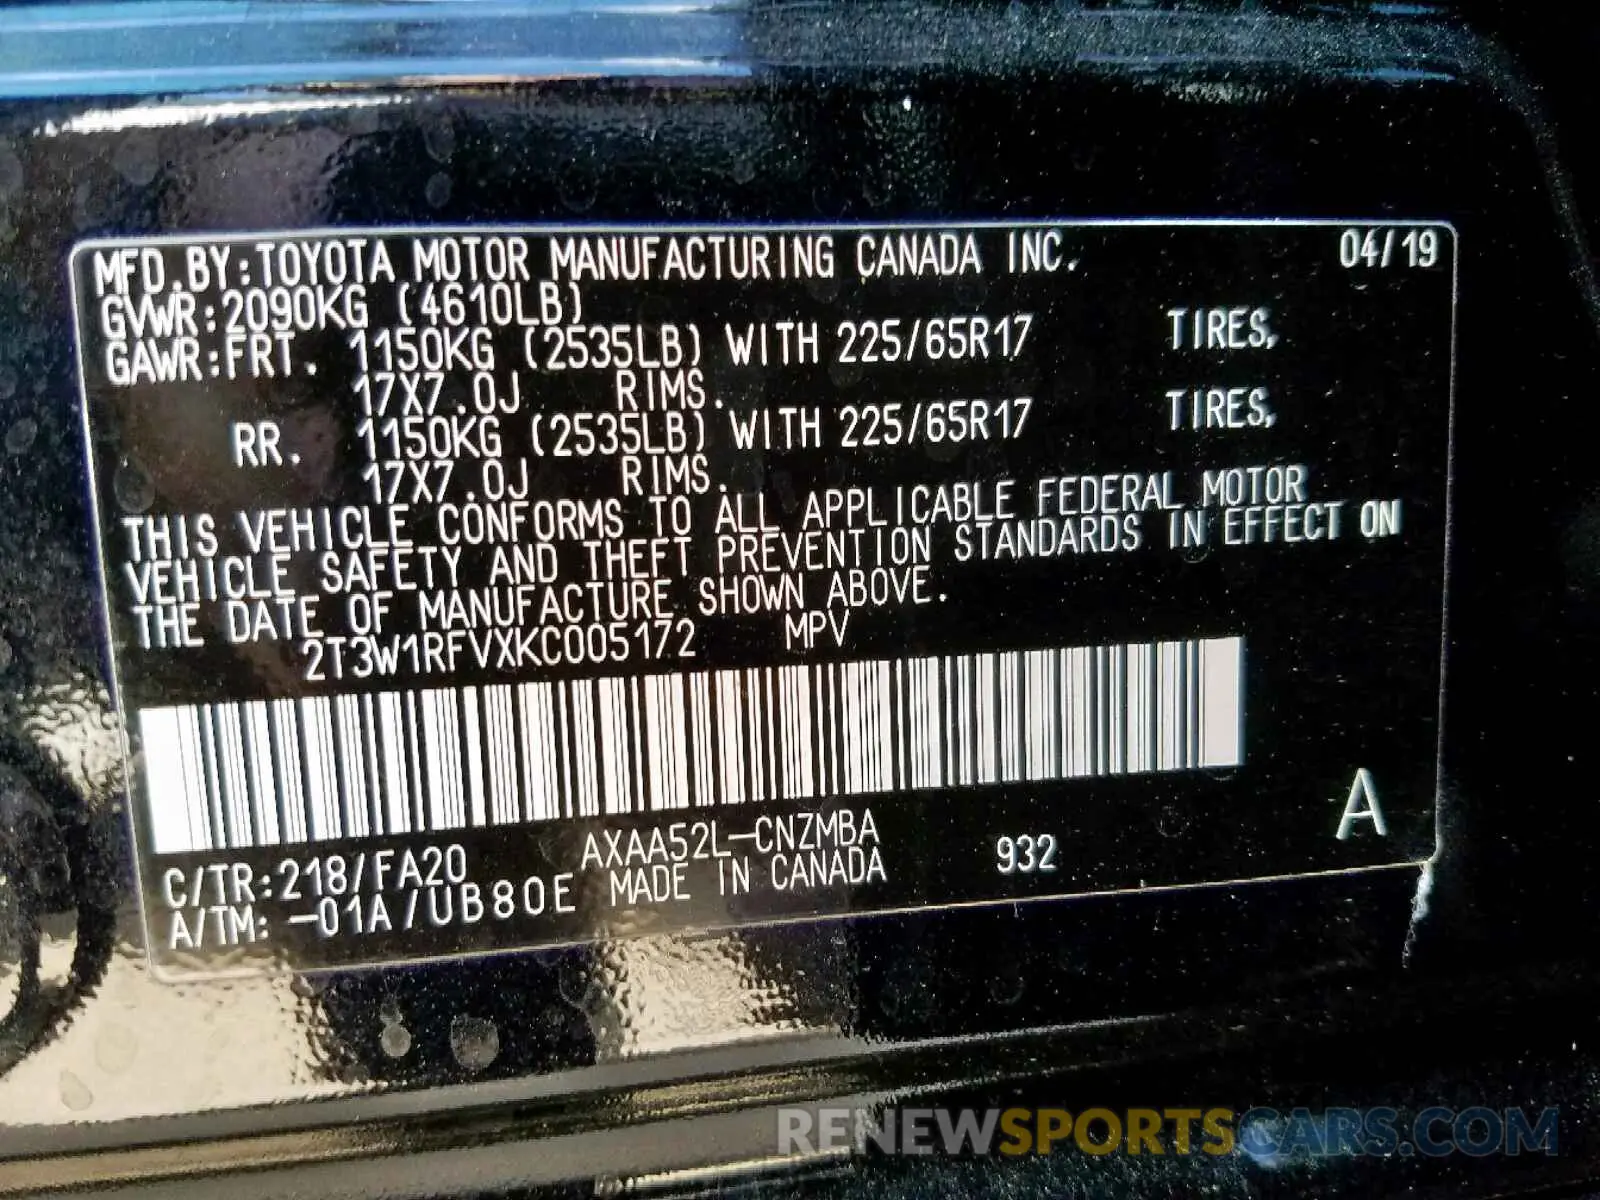 MFD.BY:TOYOTA MOTOR MANUFACTURING CANADA INC. 04/19
GVWR:2090KG (4610LB)
GAWR:FRT. 1150KG (2535LB) WITH 225/65R17 TIRES,
17X7.0J RIMS.
RR. 1150KG (2535LB) WITH 225/65R17 TIRES,
17X7.0J RIMS.
THIS VEHICLE CONFORMS TO ALL APPLICABLE FEDERAL MOTOR
VEHICLE SAFETY AND THEFT PREVENTION STANDARDS IN EFFECT ON
THE DATE OF MANUFACTURE SHOWN ABOVE.
2T3W1RFVXKC005172 MPV
C/TR:218/FA20 AXAA52L-CNZMBA 932 A
A/TM: -01A/UB80E MADE IN CANADA
RENEWSPORTSCARS.COM